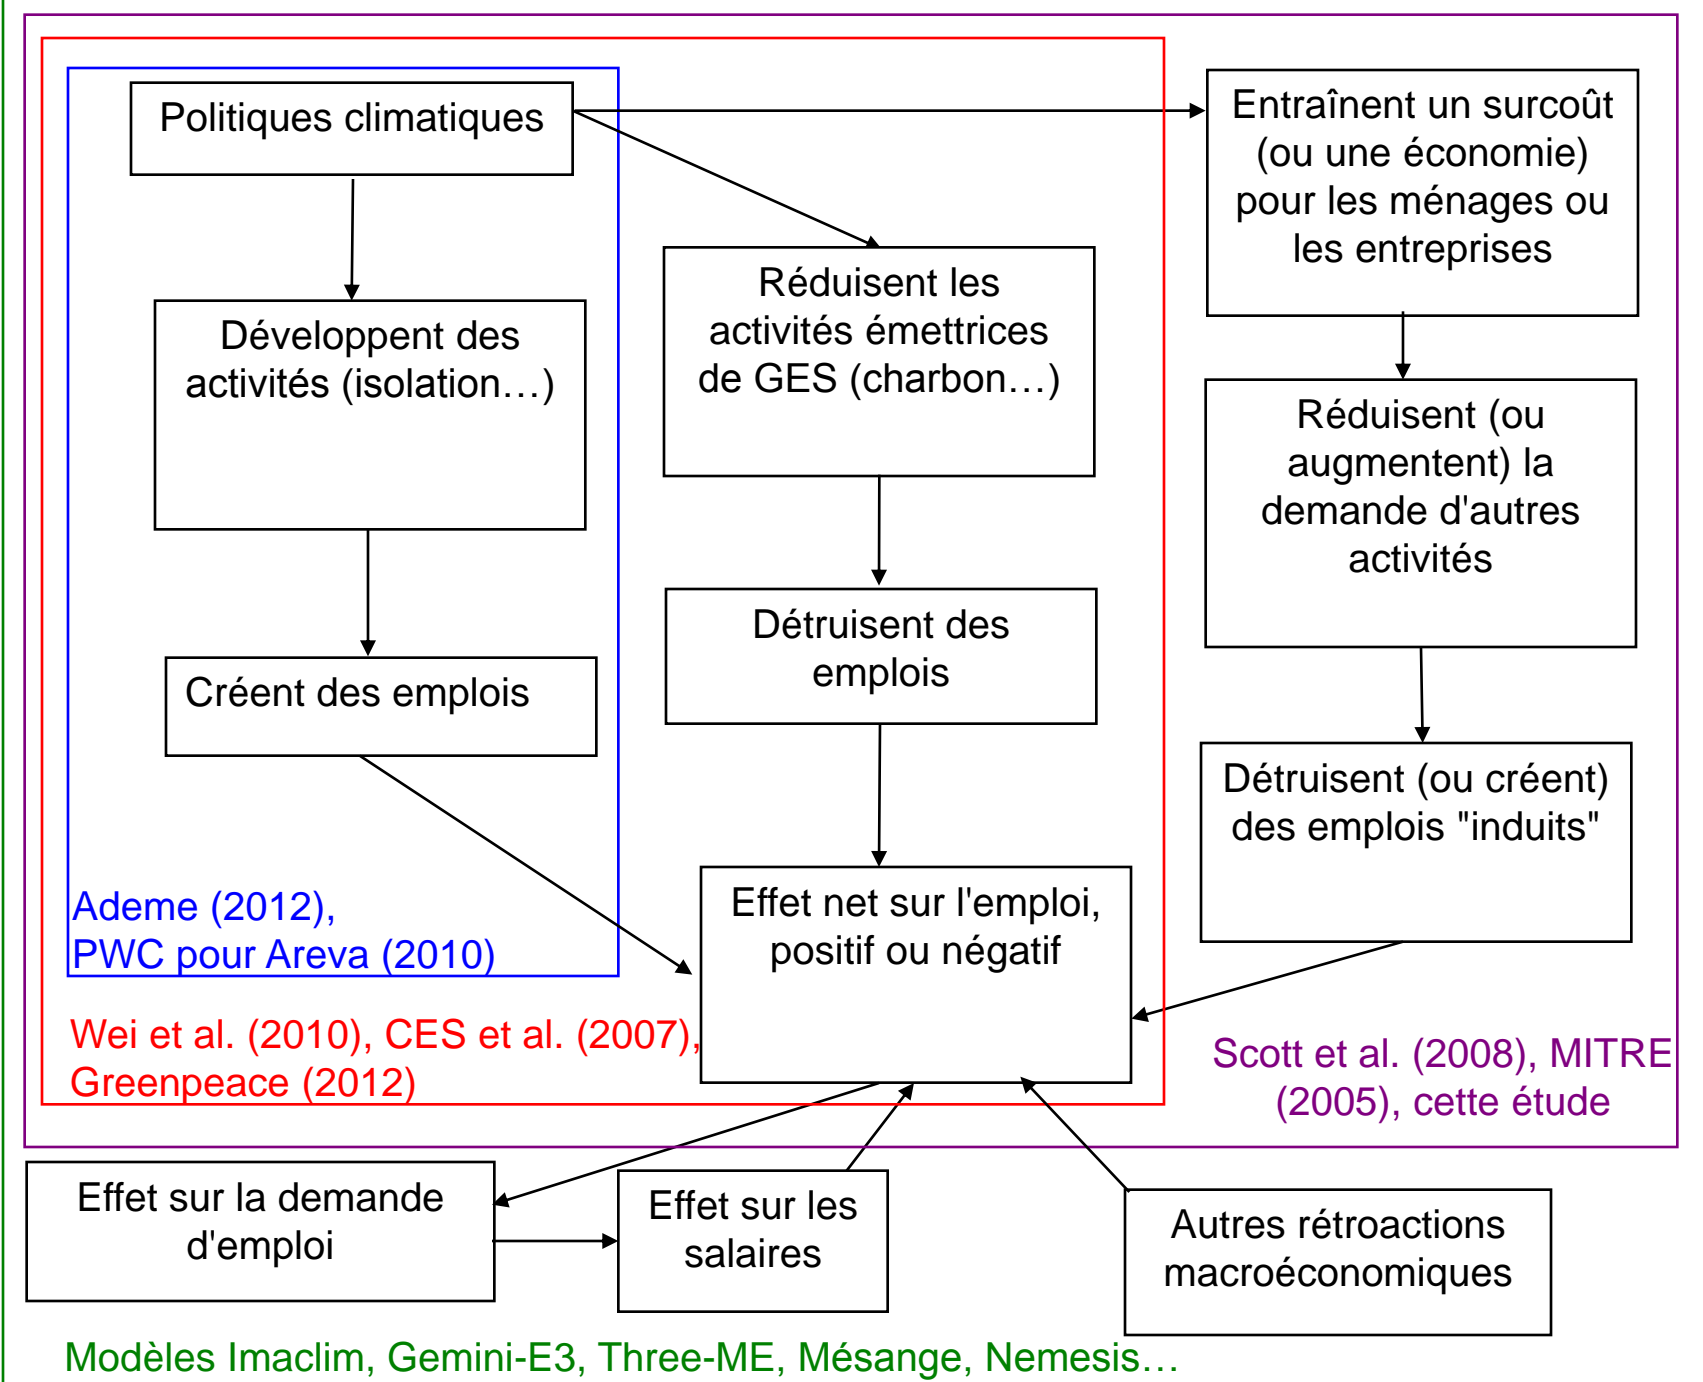 Politiques climatiques
Entraînent un surcoût
(ou une économie)
pour les ménages ou
les entreprises
Développent des
activités (isolation…)
Réduisent les
activités émettrices
de GES (charbon…)
Réduisent (ou
augmentent) la
demande d'autres
activités
Créent des emplois
Détruisent des
emplois
Détruisent (ou créent)
des emplois "induits"
Effet net sur l'emploi,
positif ou négatif
Ademe (2012),
PWC pour Areva (2010)
Wei et al. (2010), CES et al. (2007),
Greenpeace (2012)
Scott et al. (2008), MITRE
(2005), cette étude
Effet sur la demande
d'emploi
Effet sur les
salaires
Autres rétroactions
macroéconomiques
Modèles Imaclim, Gemini-E3, Three-ME, Mésange, Nemesis…